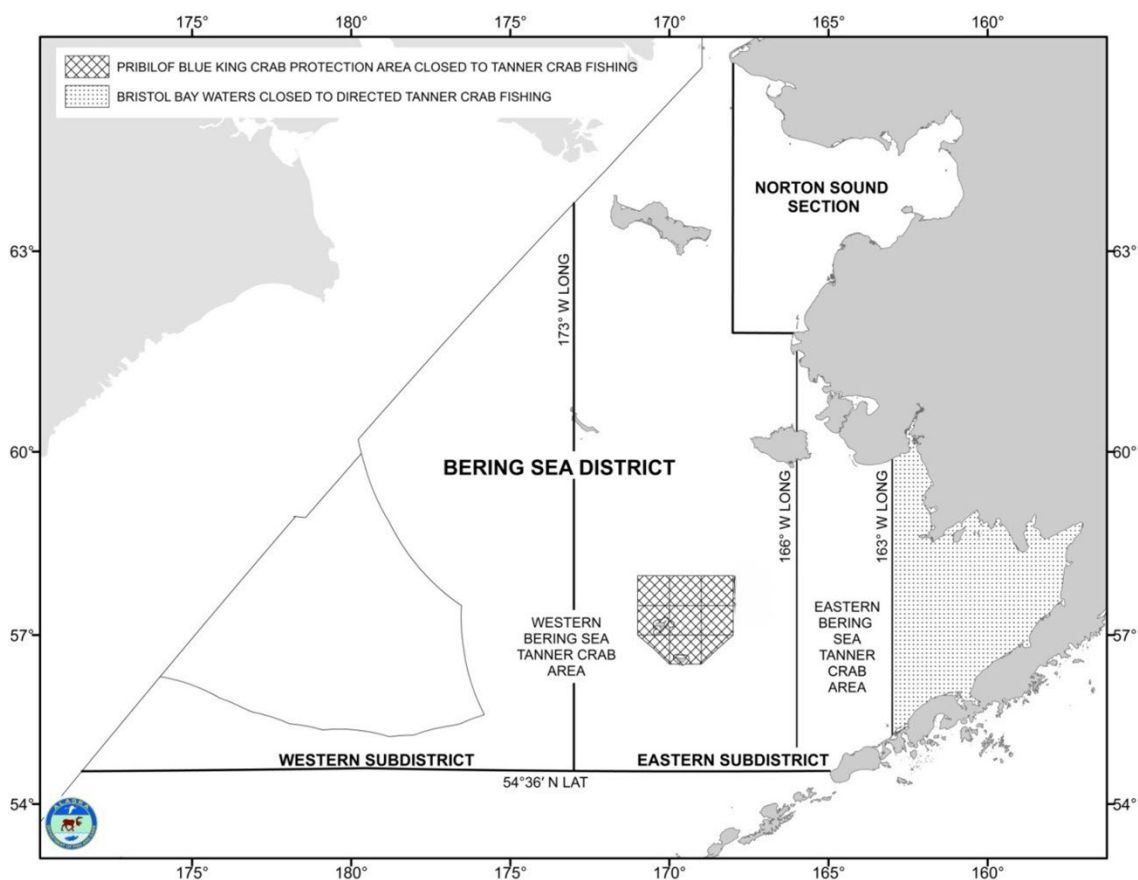 175° 180° 175° 170° 165° 160°
PRIBILOF BLUE KING CRAB PROTECTION AREA CLOSED TO TANNER CRAB FISHING
BRISTOL BAY WATERS CLOSED TO DIRECTED TANNER CRAB FISHING
NORTON SOUND
SECTION
63° 63°
173° W LONG
60° 60°
BERING SEA DISTRICT
166° W LONG
163° W LONG
57° 57°
WESTERN
BERING SEA
TANNER CRAB
AREA
EASTERN
BERING
SEA
TANNER
CRAB
AREA
WESTERN SUBDISTRICT
EASTERN SUBDISTRICT
54°36′ N LAT
54° 54°
ALASKA
175° 180° 175° 170° 165° 160°